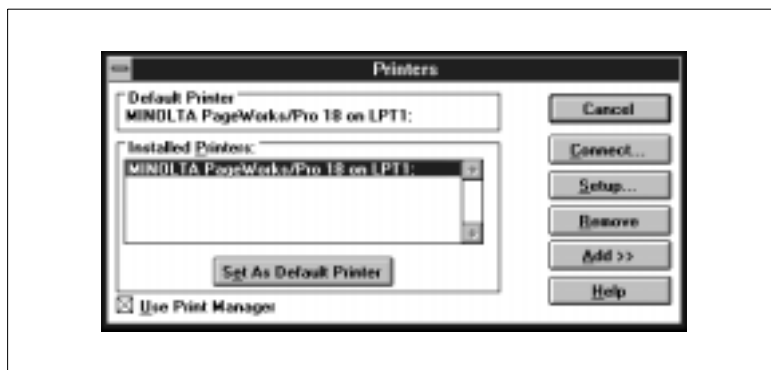 Printers
Default Printer
MINOLTA PageWorks/Pro 18 on LPT1:
Installed Printers:
MINOLTA PageWorks/Pro 18 on LPT1:
Set As Default Printer
Use Print Manager
Cancel
Connect...
Setup...
Remove
Add >>
Help